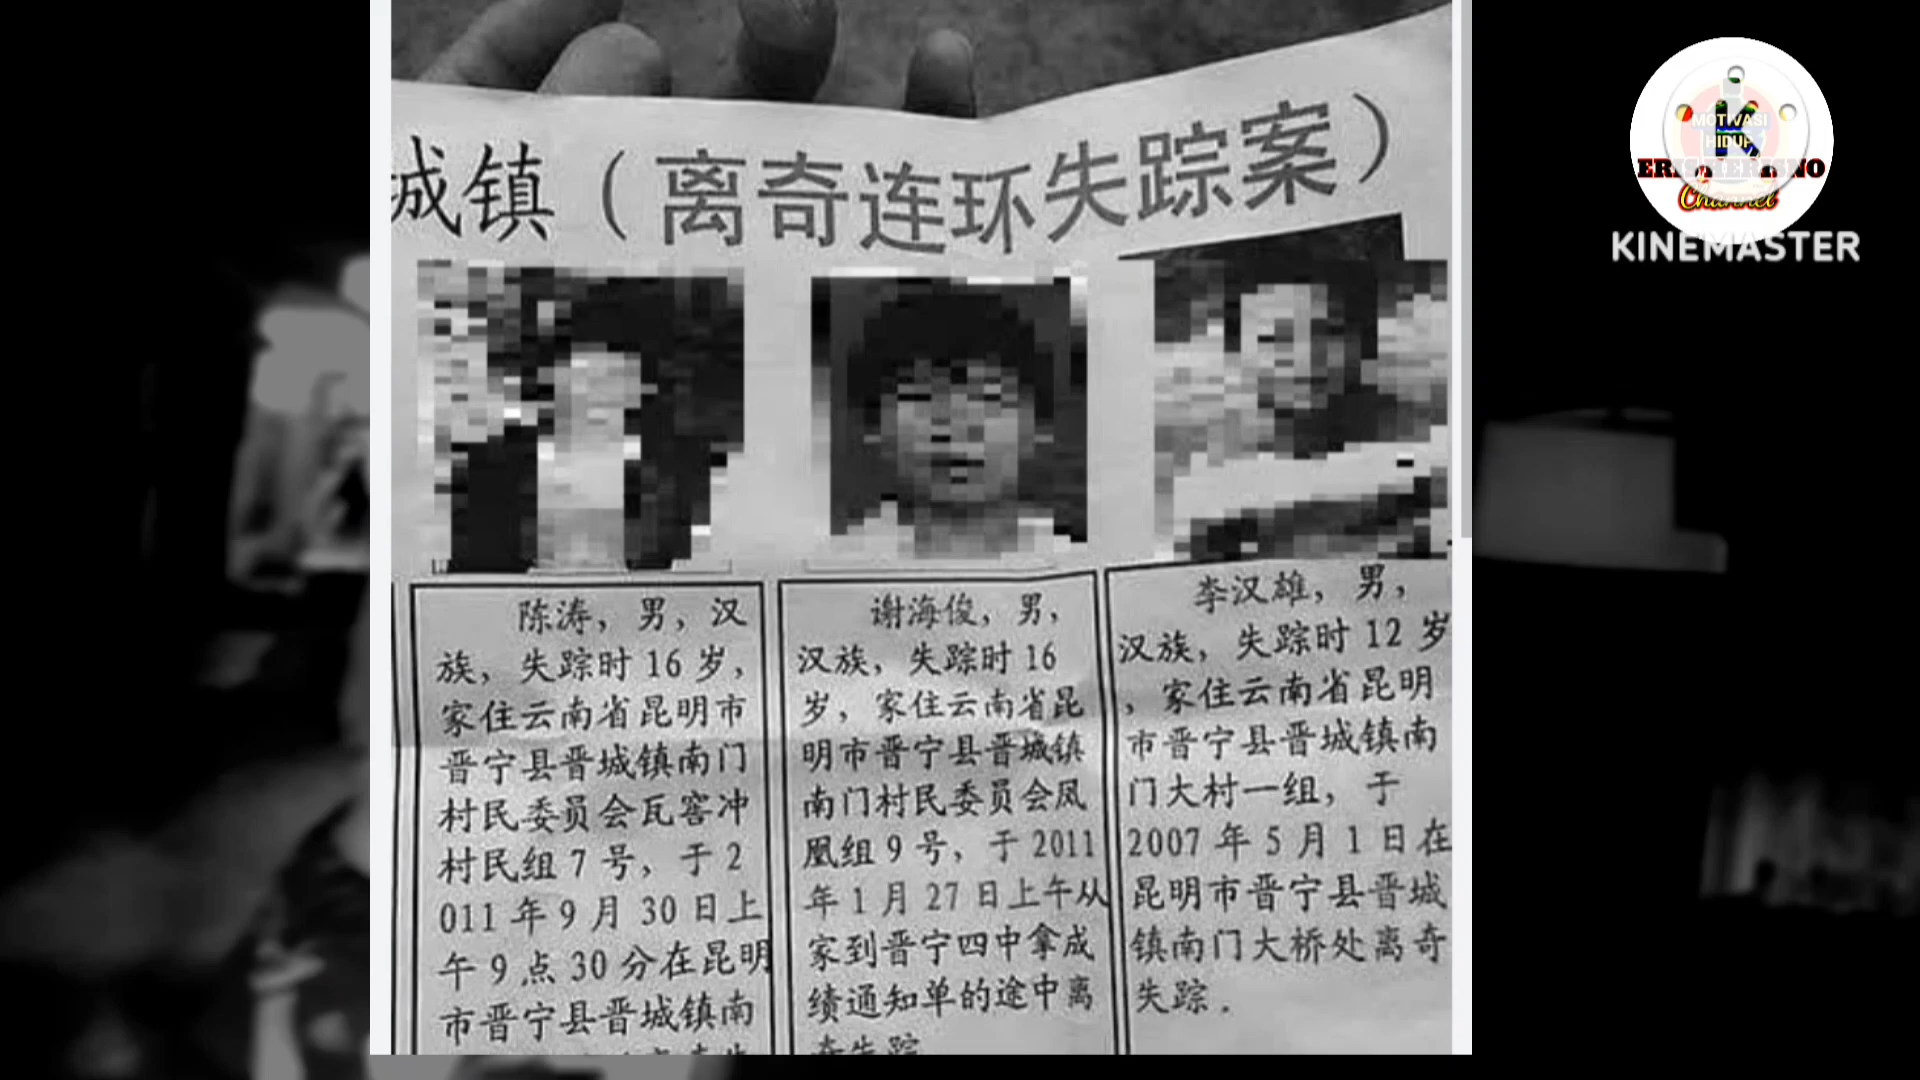 城镇（离奇连环失踪案）
陈涛，男，汉
族，失踪时16岁，
家住云南省昆明市
晋宁县晋城镇南门
村民委员会瓦窑冲
村民组7号，于2
011年9月30日上
午9点30分在昆明
市晋宁县晋城镇南
谢海俊，男，
汉族，失踪时16
岁，家住云南省昆
明市晋宁县晋城镇
南门村民委员会凤
凰组9号，于2011
年1月27日上午从
家到晋宁四中拿成
绩通知单的途中离
奇失踪
李汉雄，男，
汉族，失踪时12岁
，家住云南省昆明
市晋宁县晋城镇南
门大村一组，于
2007年5月1日在
昆明市晋宁县晋城
镇南门大桥处离奇
失踪.
MOTIVASI
HIDUP
K
Channel
KINEMASTER